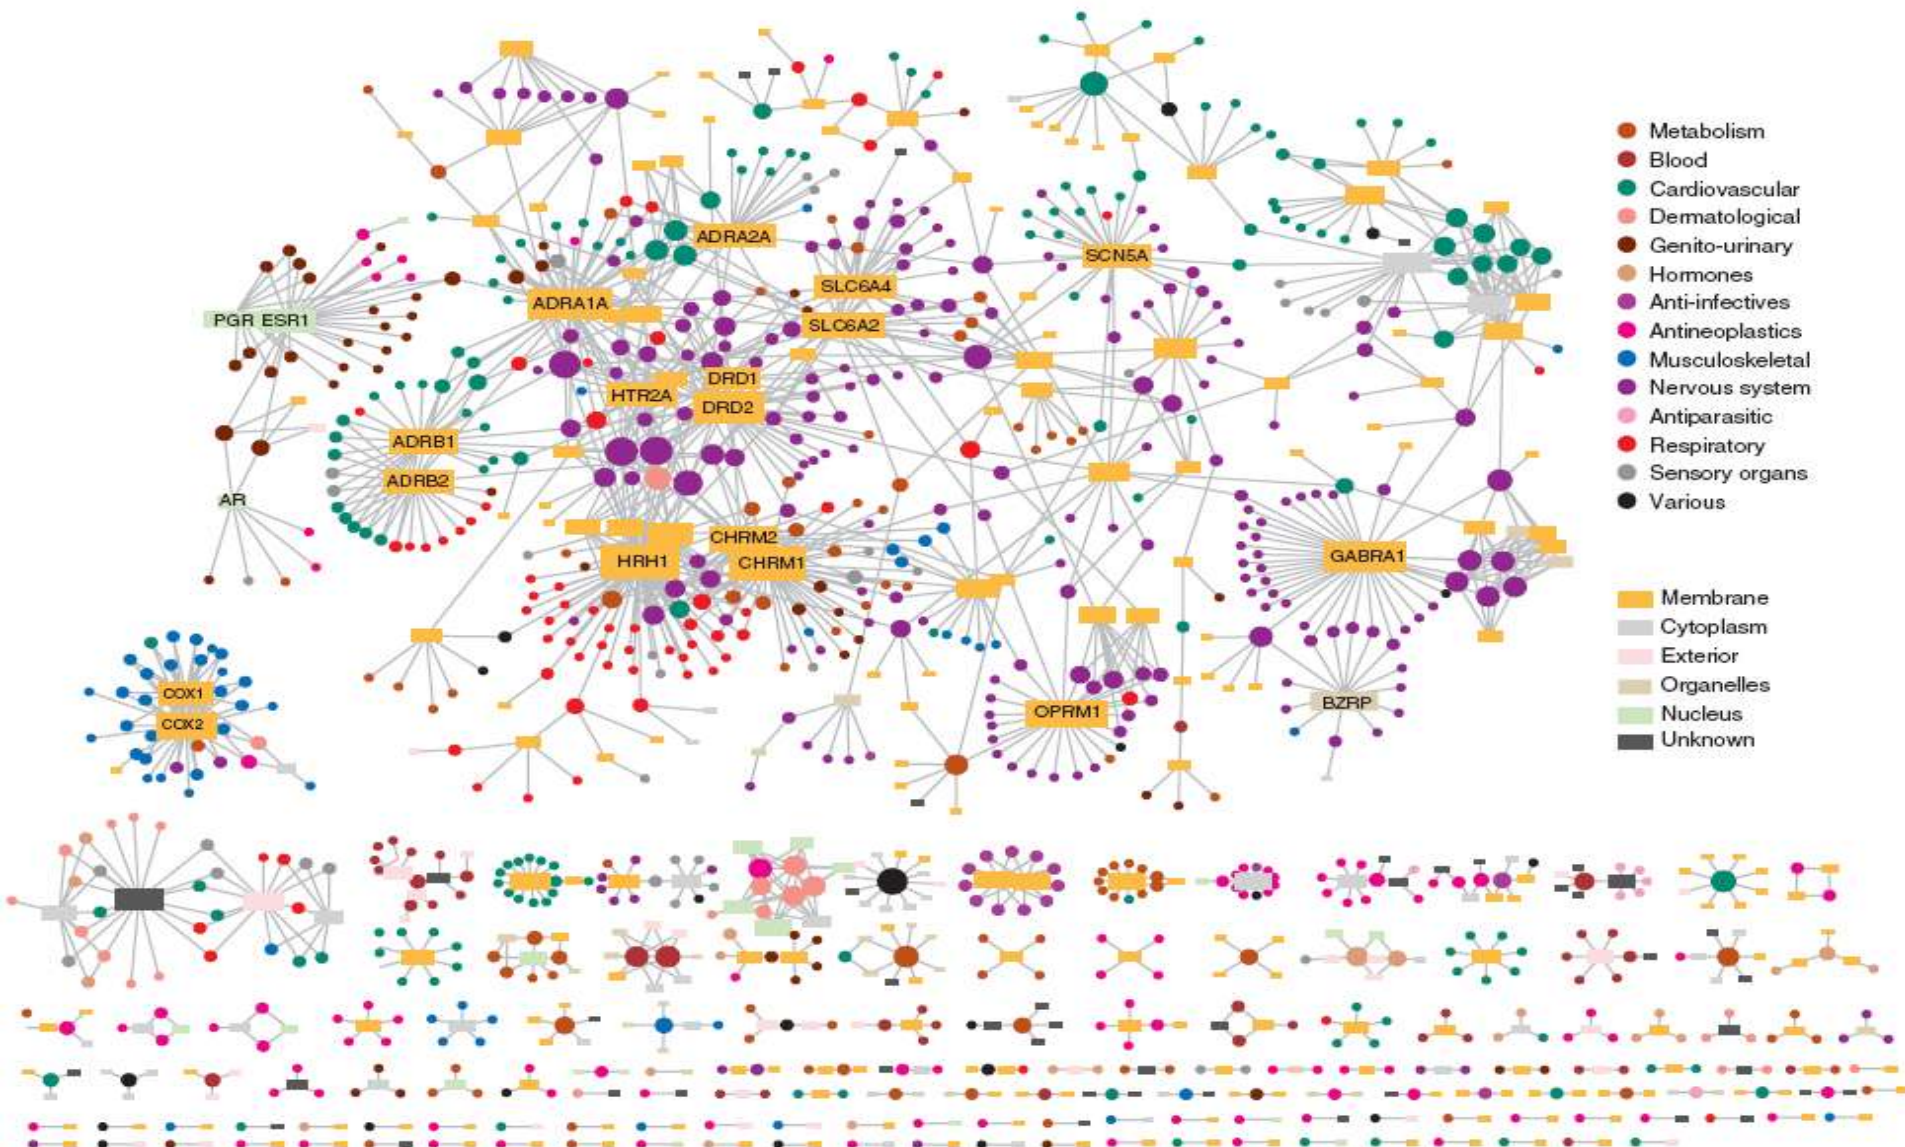 ADRA2A
SCN5A
SLC6A4
ADRA1A
PGR ESR1
SLC6A2
DRD1
HTR2A
DRD2
ADRB1
ADRB2
AR
CHRM2
HRH1
CHRM1
GABRA1
COX1
COX2
OPRM1
BZRP
Metabolism
Blood
Cardiovascular
Dermatological
Genito-urinary
Hormones
Anti-infectives
Antineoplastics
Musculoskeletal
Nervous system
Antiparasitic
Respiratory
Sensory organs
Various
Membrane
Cytoplasm
Exterior
Organelles
Nucleus
Unknown